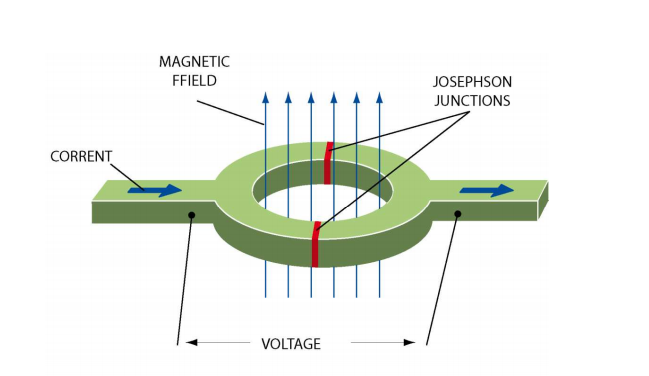 MAGNETIC
FFIELD
JOSEPHSON
JUNCTIONS
CORRENT
VOLTAGE